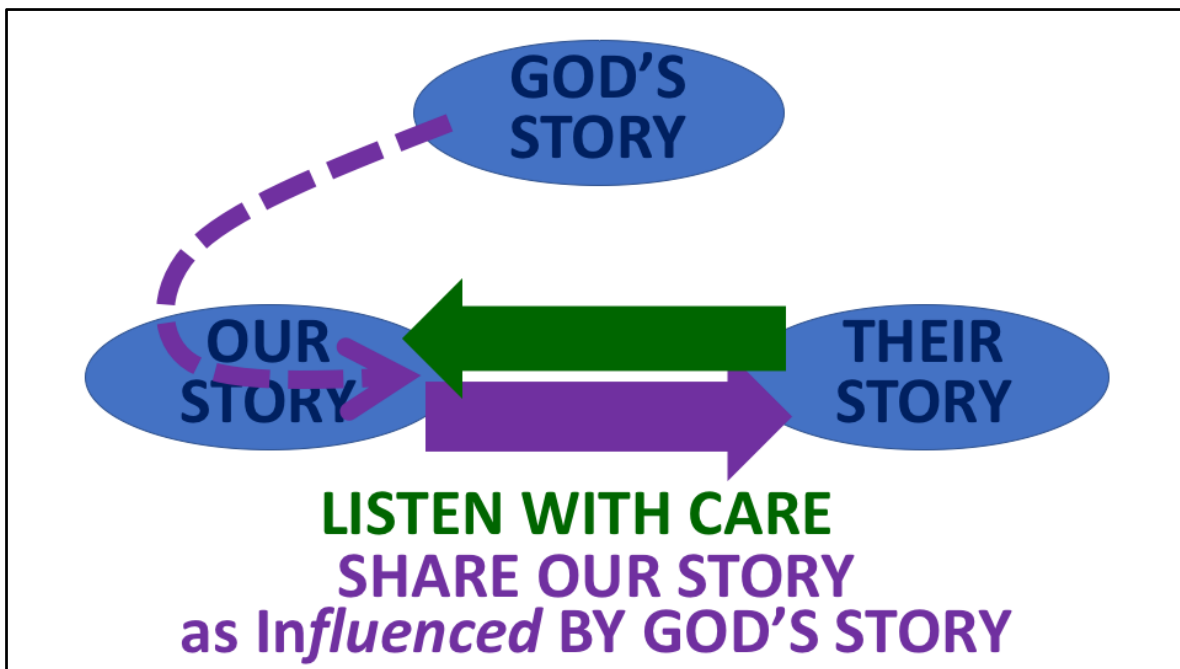 GOD’S
STORY
OUR
STORY
THEIR
STORY
LISTEN WITH CARE
SHARE OUR STORY
as Influenced BY GOD’S STORY